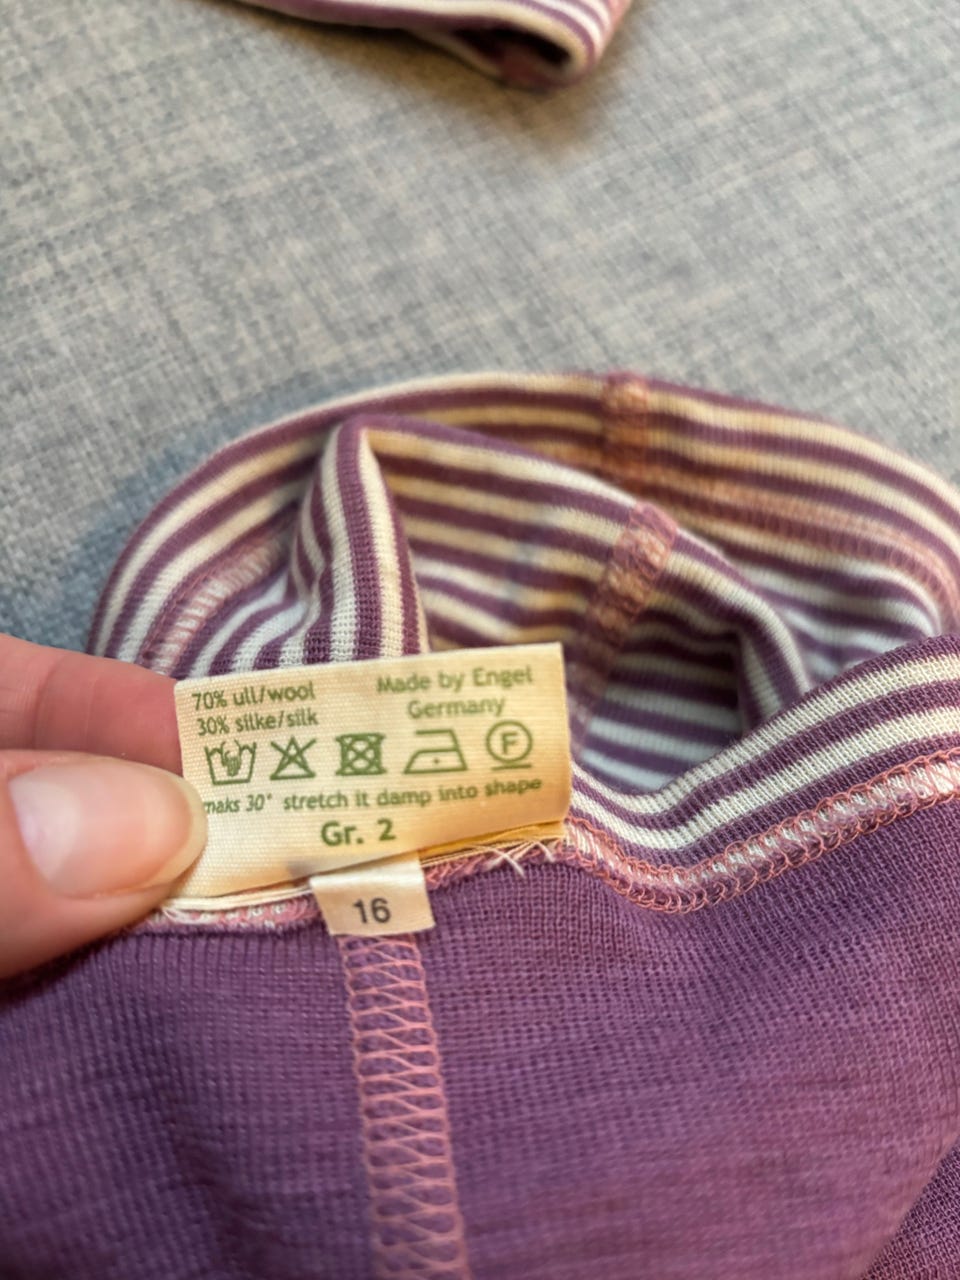 70% ull/wool
30% silke/silk
Made by Engel
Germany
F
maks 30° stretch it damp into shape
Gr. 2
16